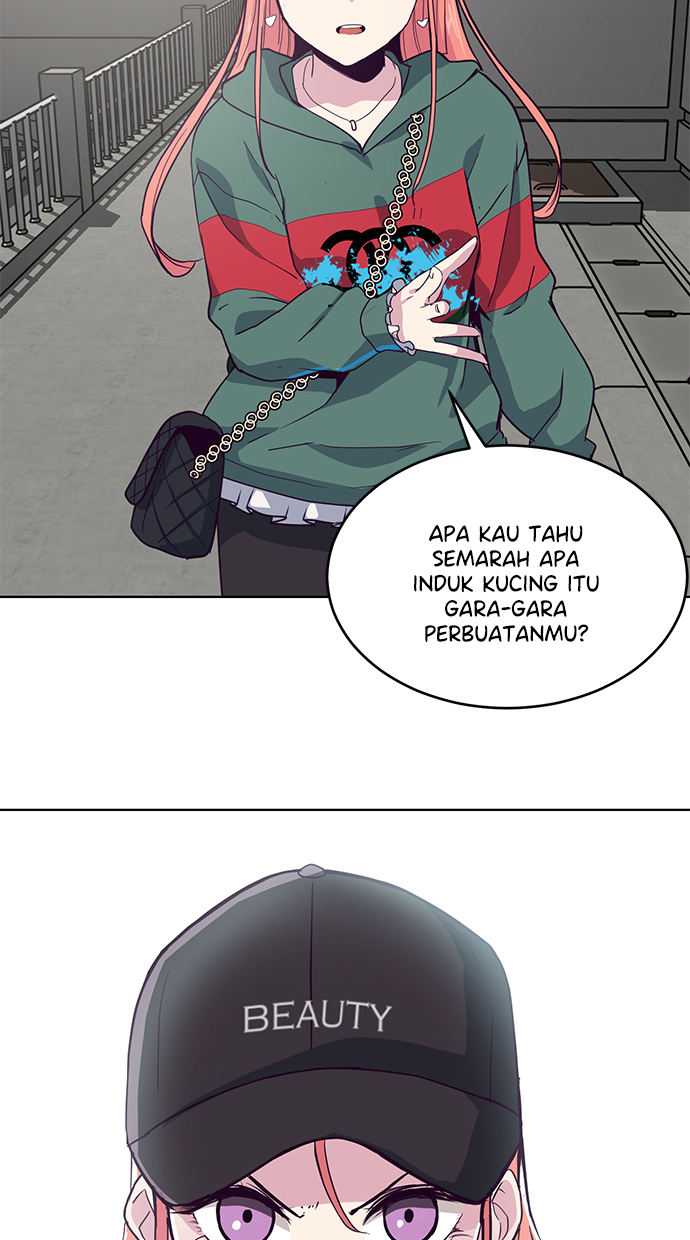 APA KAU TAHU
SEMARAH APA
INDUK KUCING ITU
GARA-GARA
PERBUATANMU?
BEAUTY